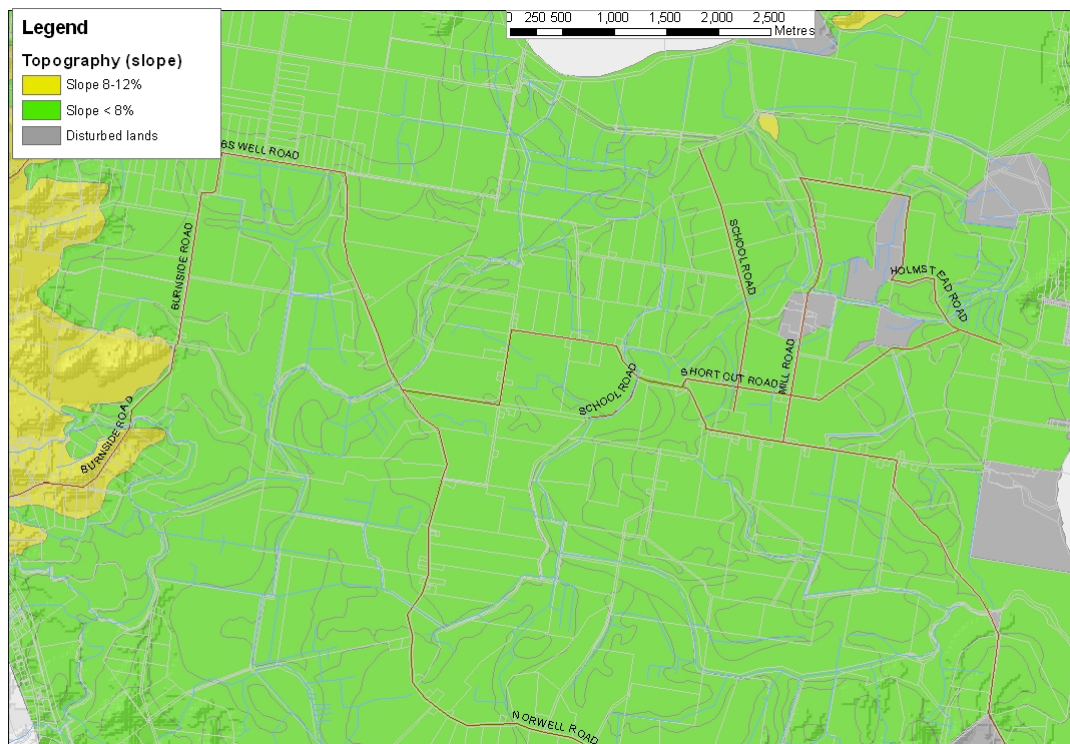 Legend
Topography (slope)
Slope 8-12%
Slope < 8%
Disturbed lands
0 250 500 1,000 1,500 2,000 2,500
Metres
BS WELL ROAD
BURNSIDE ROAD
SCHOOL ROAD
HOLMSTEAD ROAD
MILL ROAD
SHORT CUT ROAD
SCHOOL ROAD
BURNSIDE ROAD
NORWELL ROAD